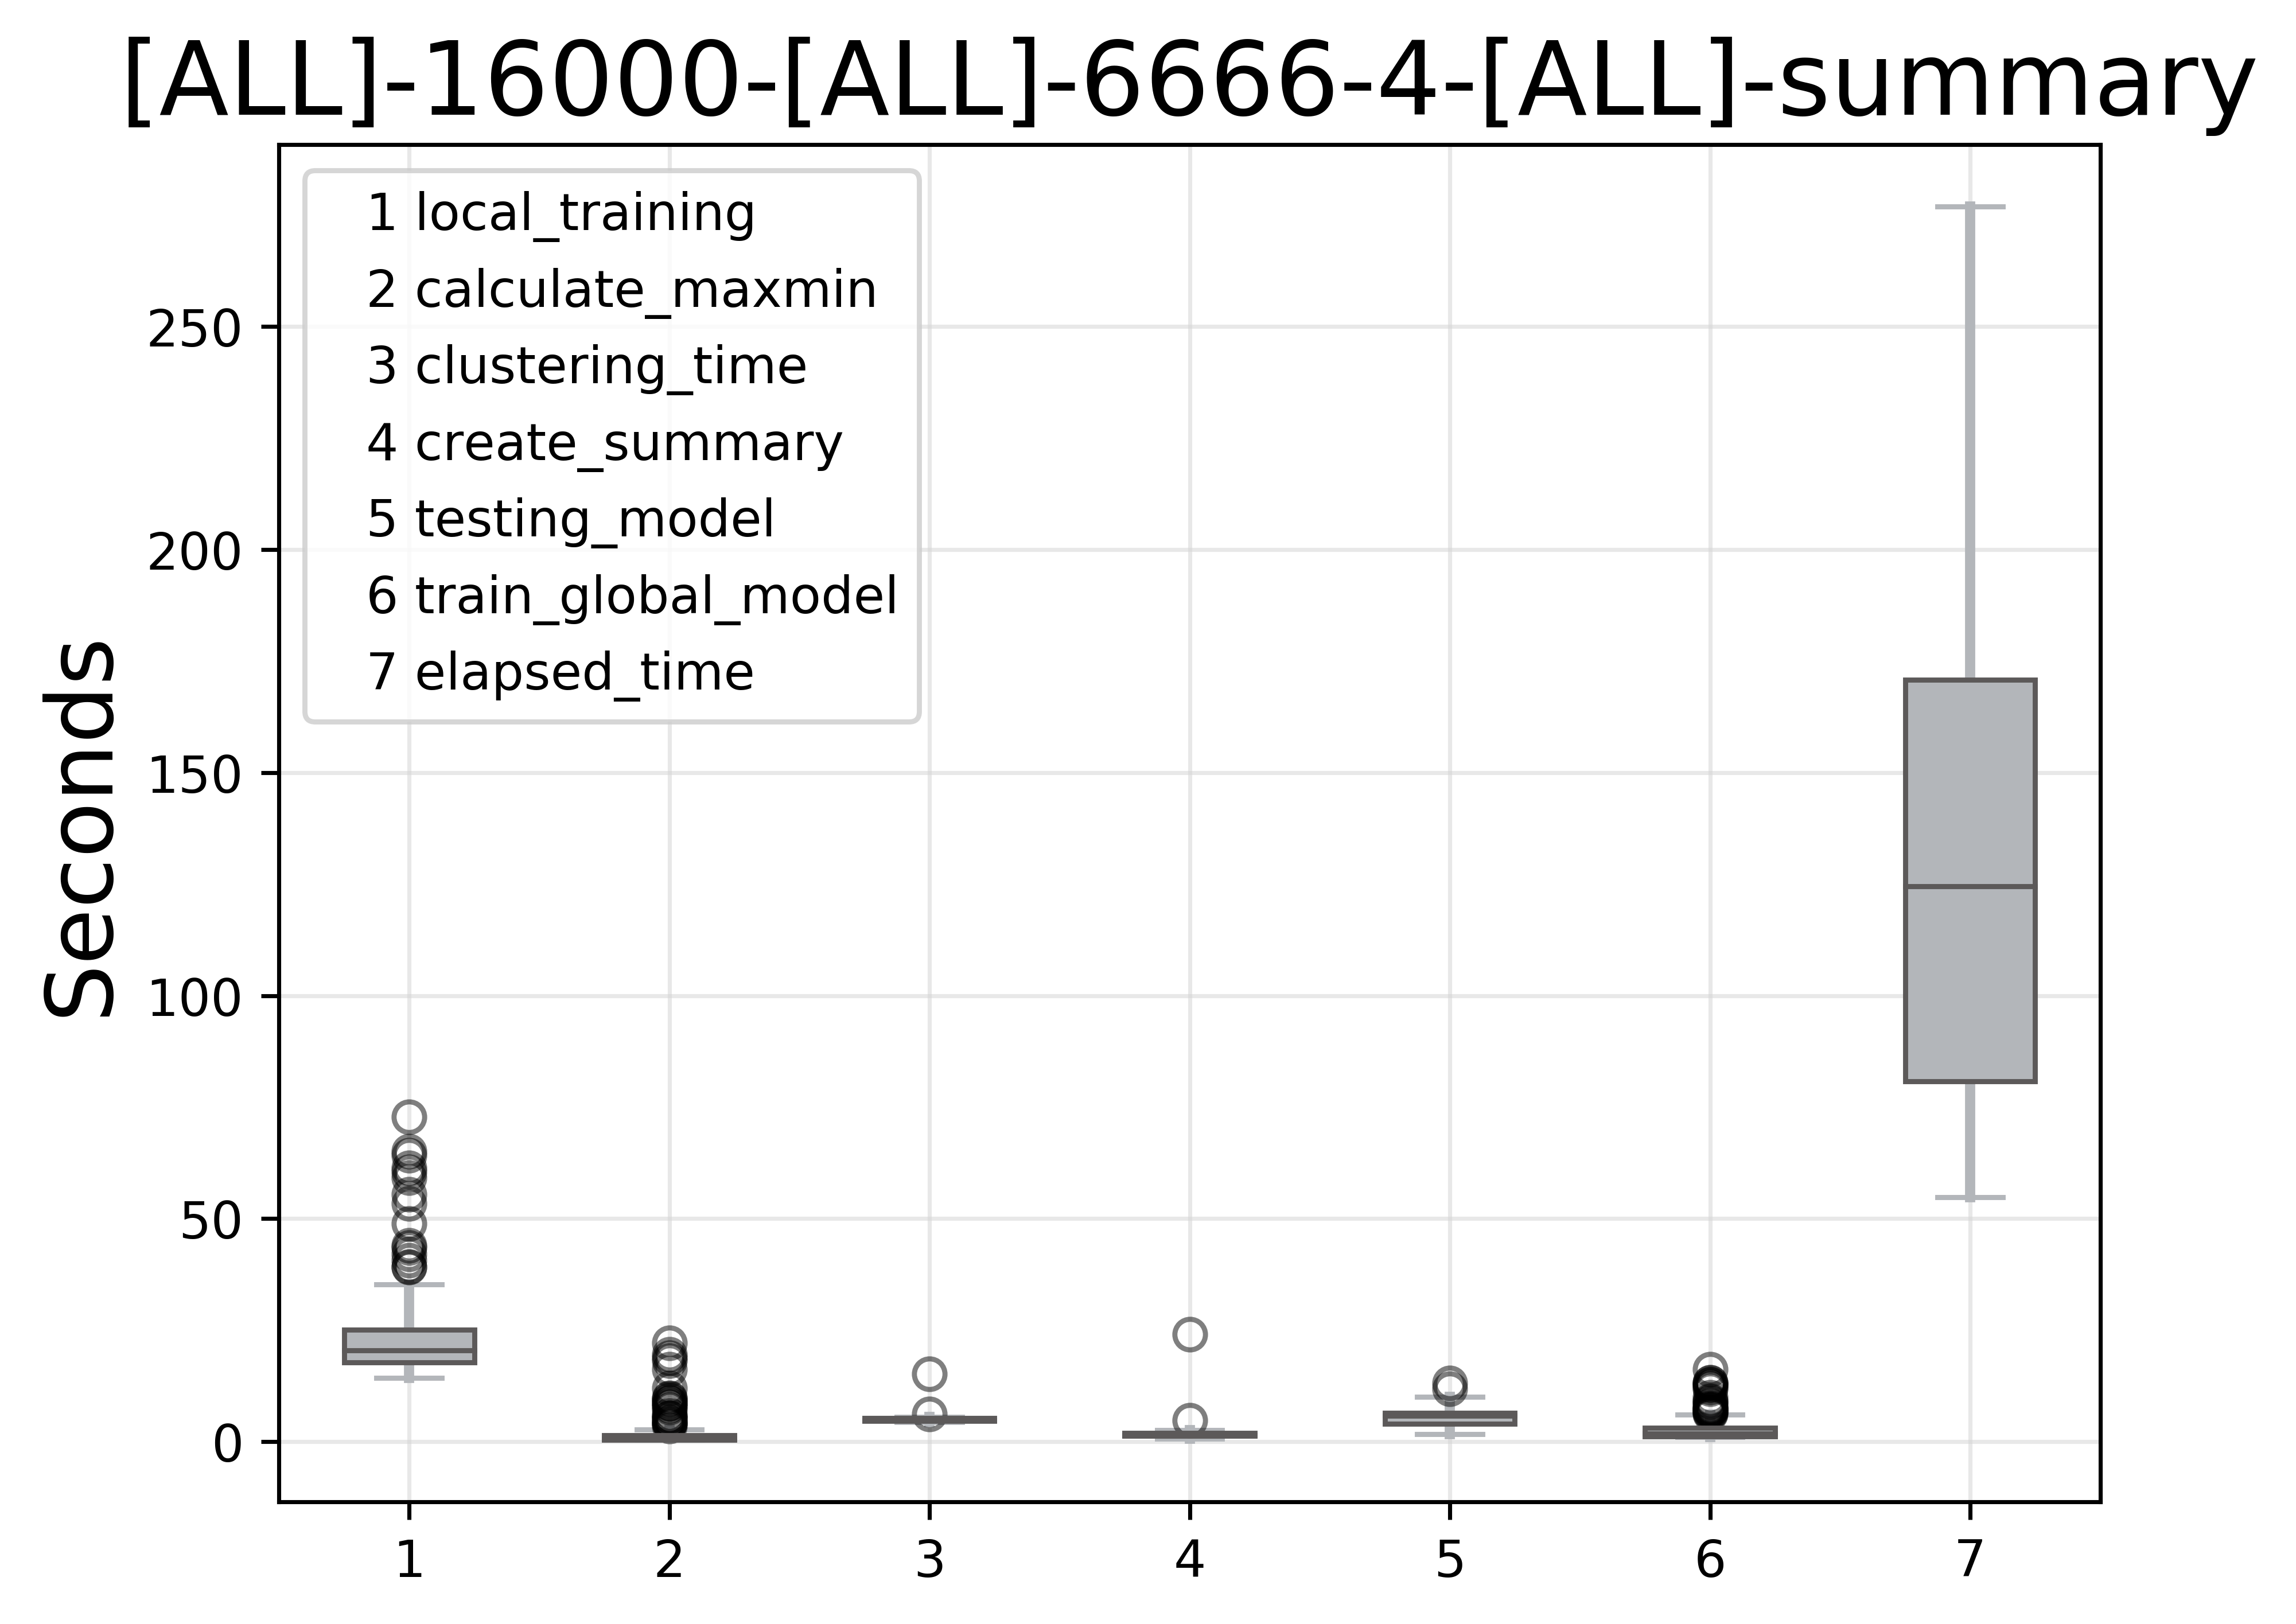 [ALL]-16000-[ALL]-6666-4-[ALL]-summary
1 local_training
2 calculate_maxmin
3 clustering_time
4 create_summary
5 testing_model
6 train_global_model
7 elapsed_time
Seconds
250
200
150
100
50
0
1 2 3 4 5 6 7